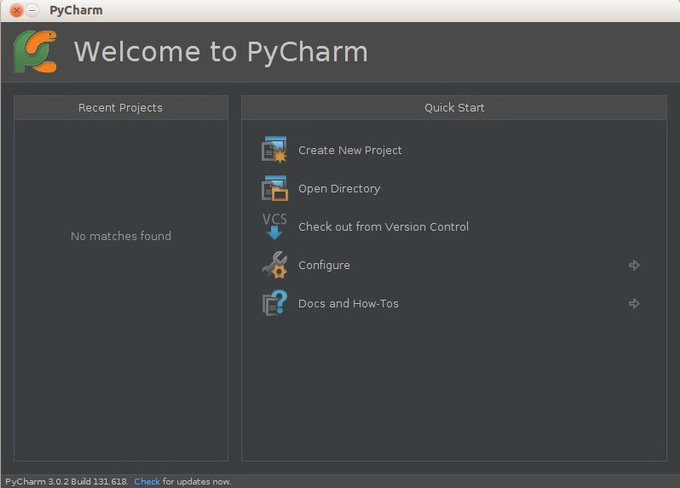 PyCharm
Welcome to PyCharm
Recent Projects
No matches found
Quick Start
Create New Project
Open Directory
VCS
Check out from Version Control
Configure
Docs and How-Tos
PyCharm 3.0.2 Build 131.618. Check for updates now.